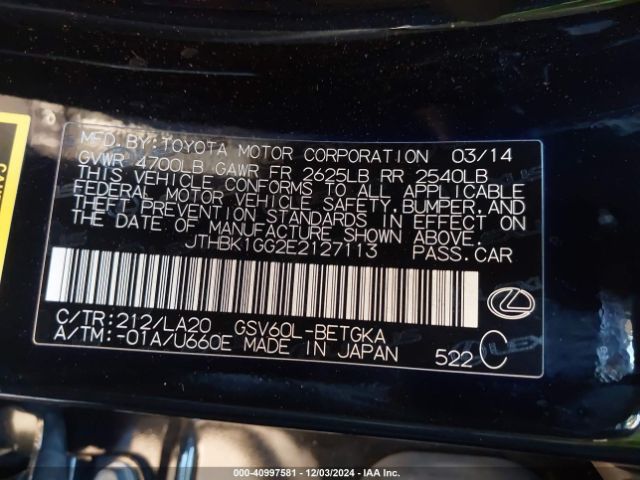 MFD. BY: TOYOTA MOTOR CORPORATION 03/14
GVWR 4700LB GAWR FR 2625LB RR 2540LB
THIS VEHICLE CONFORMS TO ALL APPLICABLE
FEDERAL MOTOR VEHICLE SAFETY, BUMPER, AND
THEFT PREVENTION STANDARDS IN EFFECT ON
THE DATE OF MANUFACTURE SHOWN ABOVE.
JTHBK1GG2E2127113 PASS.CAR
C/TR:212/LA20 GSV60L-BETGKA
A/TM:-01A/U660E MADE IN JAPAN 522 C
000-40997581 - 12/03/2024 - IAA Inc.